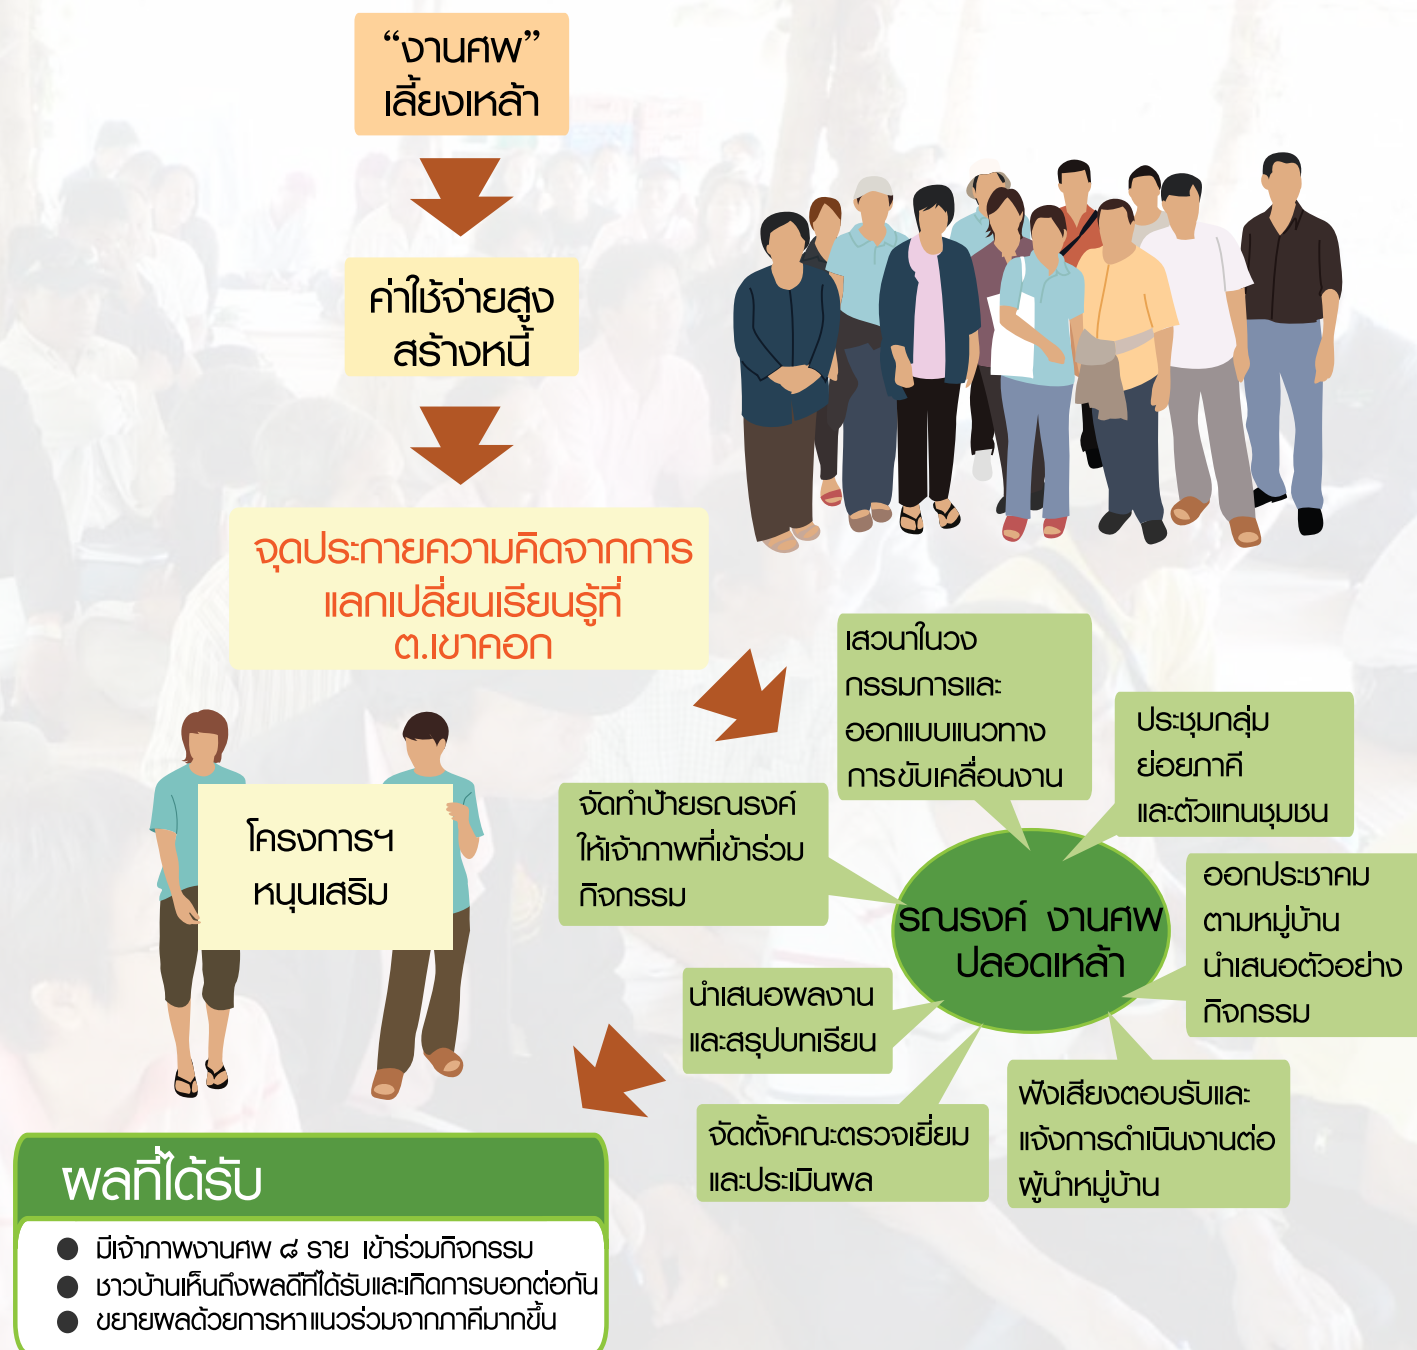 “งานศพ”
เลี้ยงเหล้า
ค่าใช้จ่ายสูง
สร้างหนี้
จุดประกายความคิดจากการ
แลกเปลี่ยนเรียนรู้ที่
ต.เขาคอก
เสวนาในวง
กรรมการและ
ออกแบบแนวทาง
การขับเคลื่อนงาน
ประชุมกลุ่ม
ย่อยภาคี
และตัวแทนชุมชน
จัดทำป้ายรณรงค์
ให้เจ้าภาพที่เข้าร่วม
กิจกรรม
โครงการฯ
หนุนเสริม
รณรงค์ งานศพ
ปลอดเหล้า
ออกประชาคม
ตามหมู่บ้าน
นำเสนอตัวอย่าง
กิจกรรม
นำเสนอผลงาน
และสรุปบทเรียน
ฟังเสียงตอบรับและ
แจ้งการดำเนินงานต่อ
ผู้นำหมู่บ้าน
จัดตั้งคณะตรวจเยี่ยม
และประเมินผล
ผลที่ได้รับ
● มีเจ้าภาพงานศพ ๘ ราย เข้าร่วมกิจกรรม
● ชาวบ้านเห็นถึงผลดีที่ได้รับและเกิดการบอกต่อกัน
● ขยายผลด้วยการหาแนวร่วมจากภาคีมากขึ้น